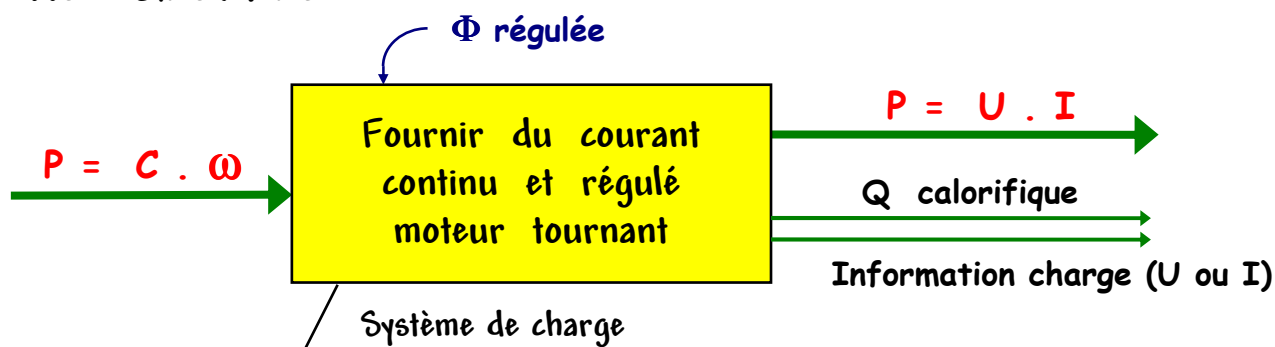 Φ régulée
P = C . ω
Fournir du courant
continu et régulé
moteur tournant
P = U . I
Q calorifique
Information charge (U ou I)
Système de charge